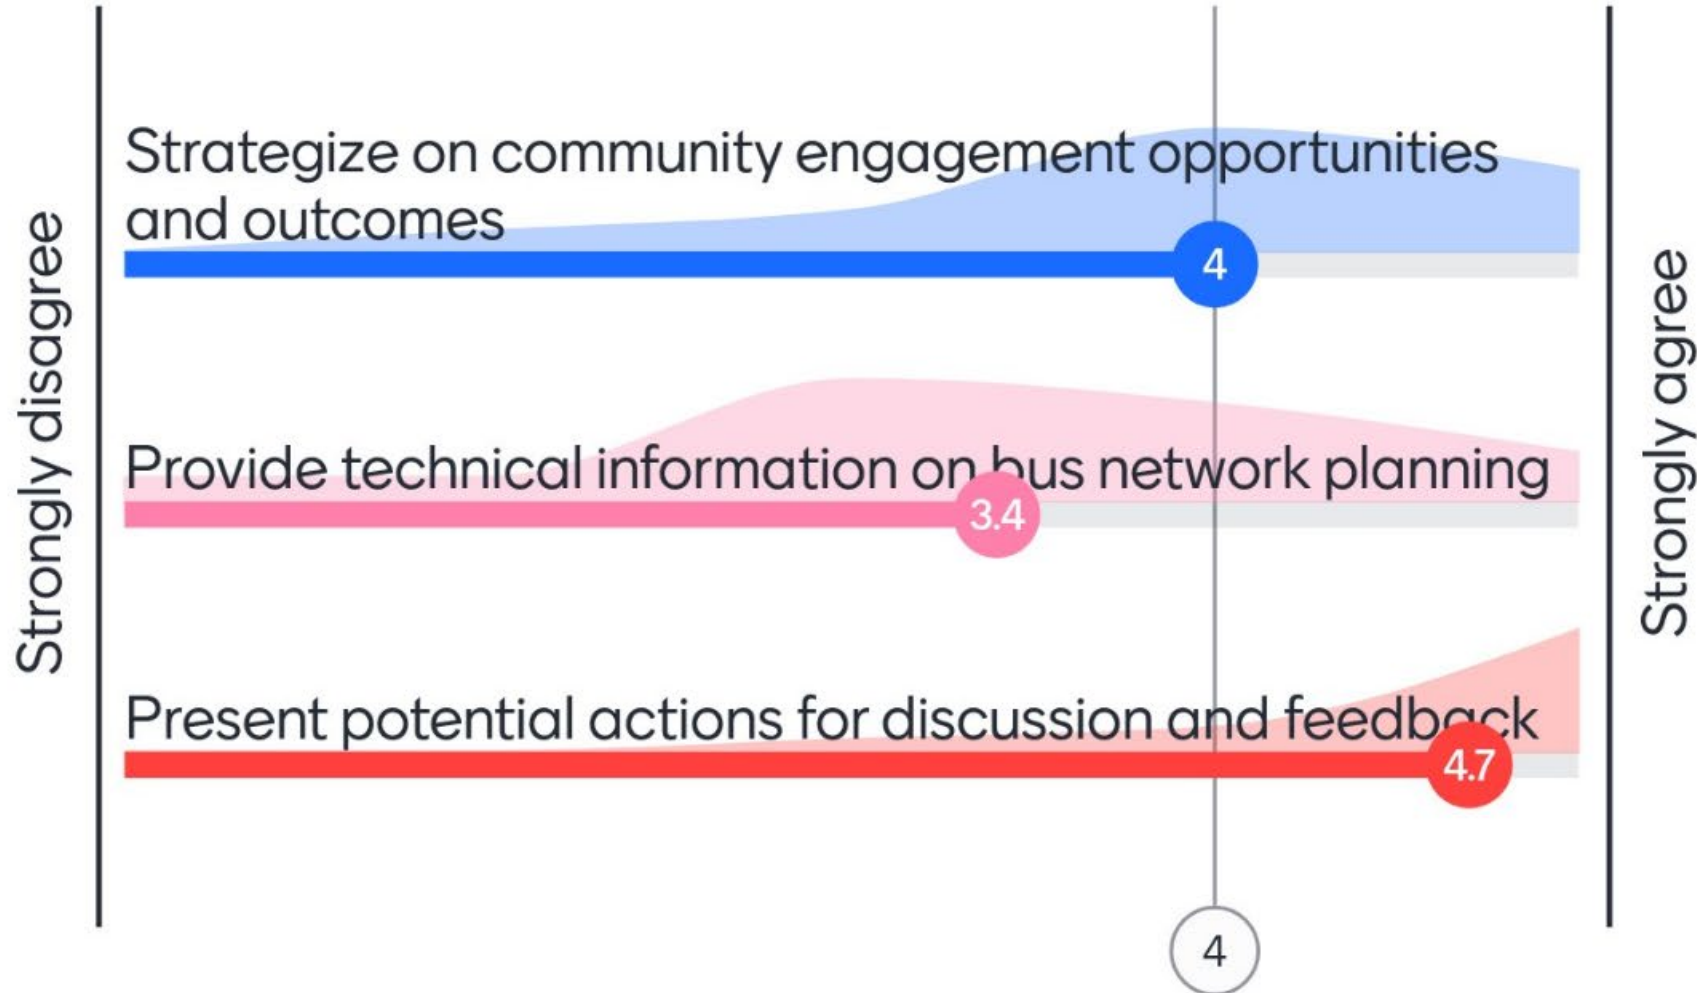 Strongly disagree
Strategize on community engagement opportunities
and outcomes
4
Provide technical information on bus network planning
3.4
Present potential actions for discussion and feedback
4.7
4
Strongly agree